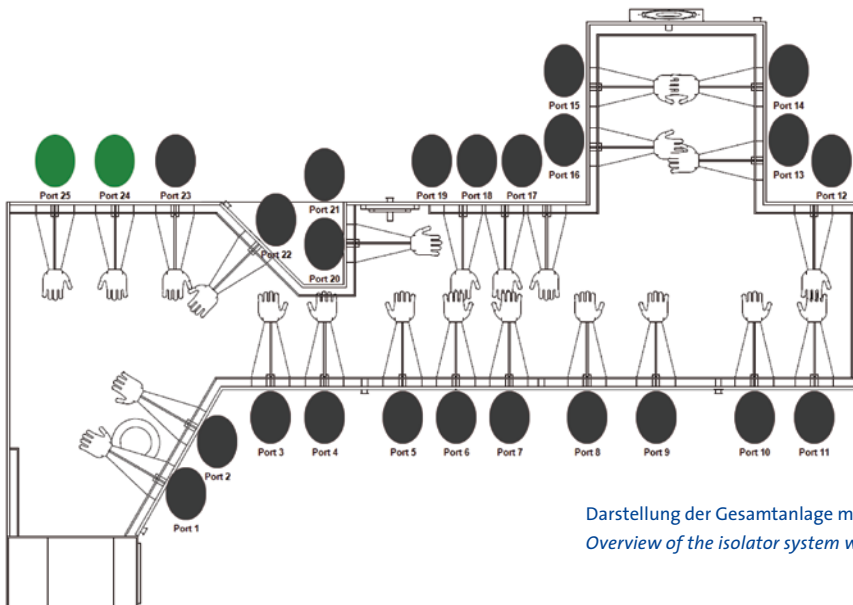 Port 15
Port 14
Port 16
Port 13
Port 25
Port 24
Port 23
Port 19
Port 18
Port 17
Port 12
Port 21
Port 22
Port 20
Port 3
Port 4
Port 5
Port 6
Port 7
Port 8
Port 9
Port 10
Port 11
Port 2
Port 1
Darstellung der Gesamtanlage m
Overview of the isolator system w